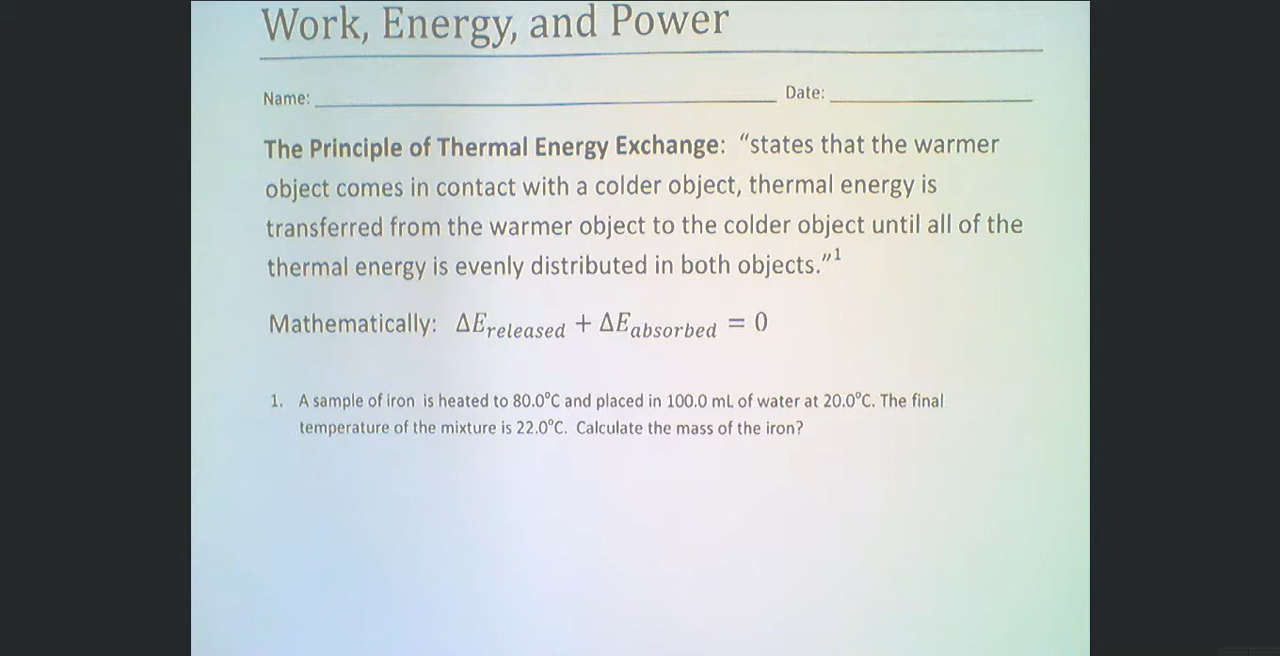 Work, Energy, and Power
Name: Date:
The Principle of Thermal Energy Exchange: “states that the warmer
object comes in contact with a colder object, thermal energy is
transferred from the warmer object to the colder object until all of the
thermal energy is evenly distributed in both objects.”¹
Mathematically: ΔE_released + ΔE_absorbed = 0
1. A sample of iron is heated to 80.0°C and placed in 100.0 mL of water at 20.0°C. The final
temperature of the mixture is 22.0°C. Calculate the mass of the iron?